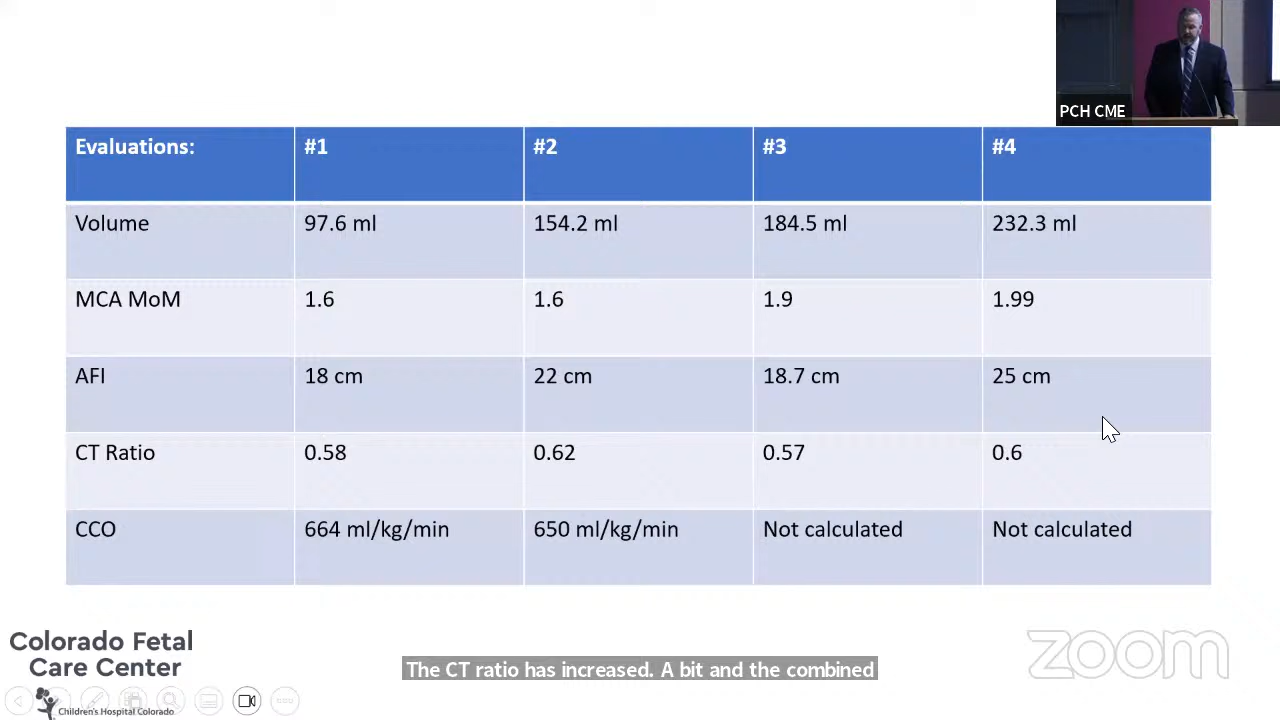 PCH CME
Evaluations: #1 #2 #3 #4
Volume 97.6 ml 154.2 ml 184.5 ml 232.3 ml
MCA MoM 1.6 1.6 1.9 1.99
AFI 18 cm 22 cm 18.7 cm 25 cm
CT Ratio 0.58 0.62 0.57 0.6
CCO 664 ml/kg/min 650 ml/kg/min Not calculated Not calculated
Colorado Fetal
Care Center
Children's Hospital Colorado
The CT ratio has increased. A bit and the combined
zoom